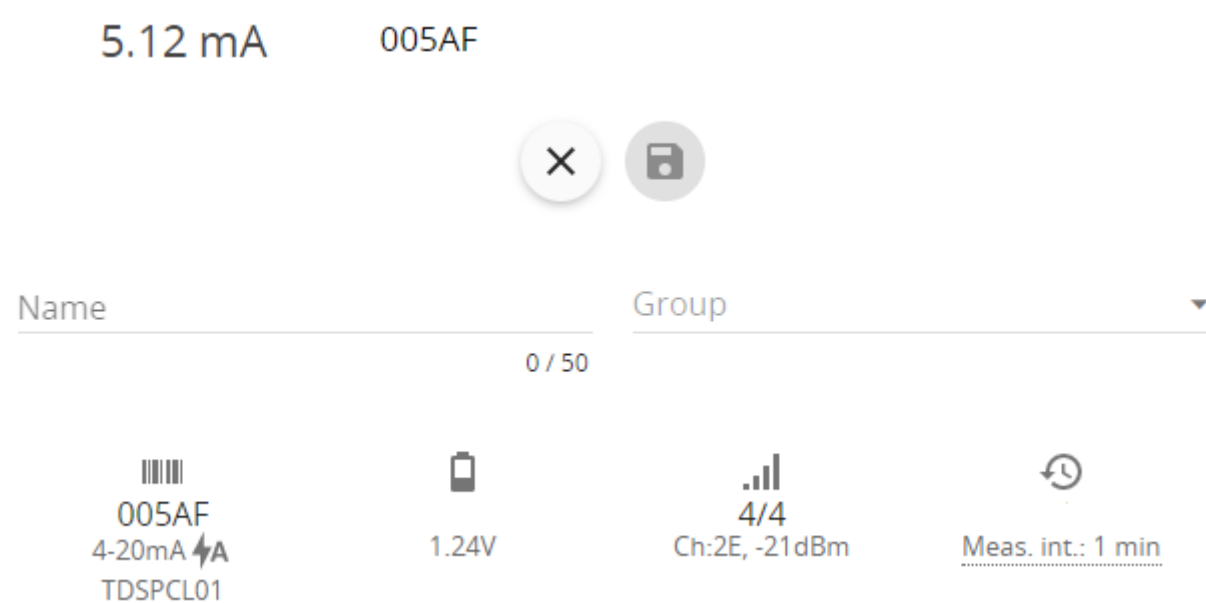 5.12 mA 005AF
Name
Group
0 / 50
005AF
4-20mA A
TDSPCL01
1.24V
4/4
Ch:2E, -21dBm
Meas. int.: 1 min